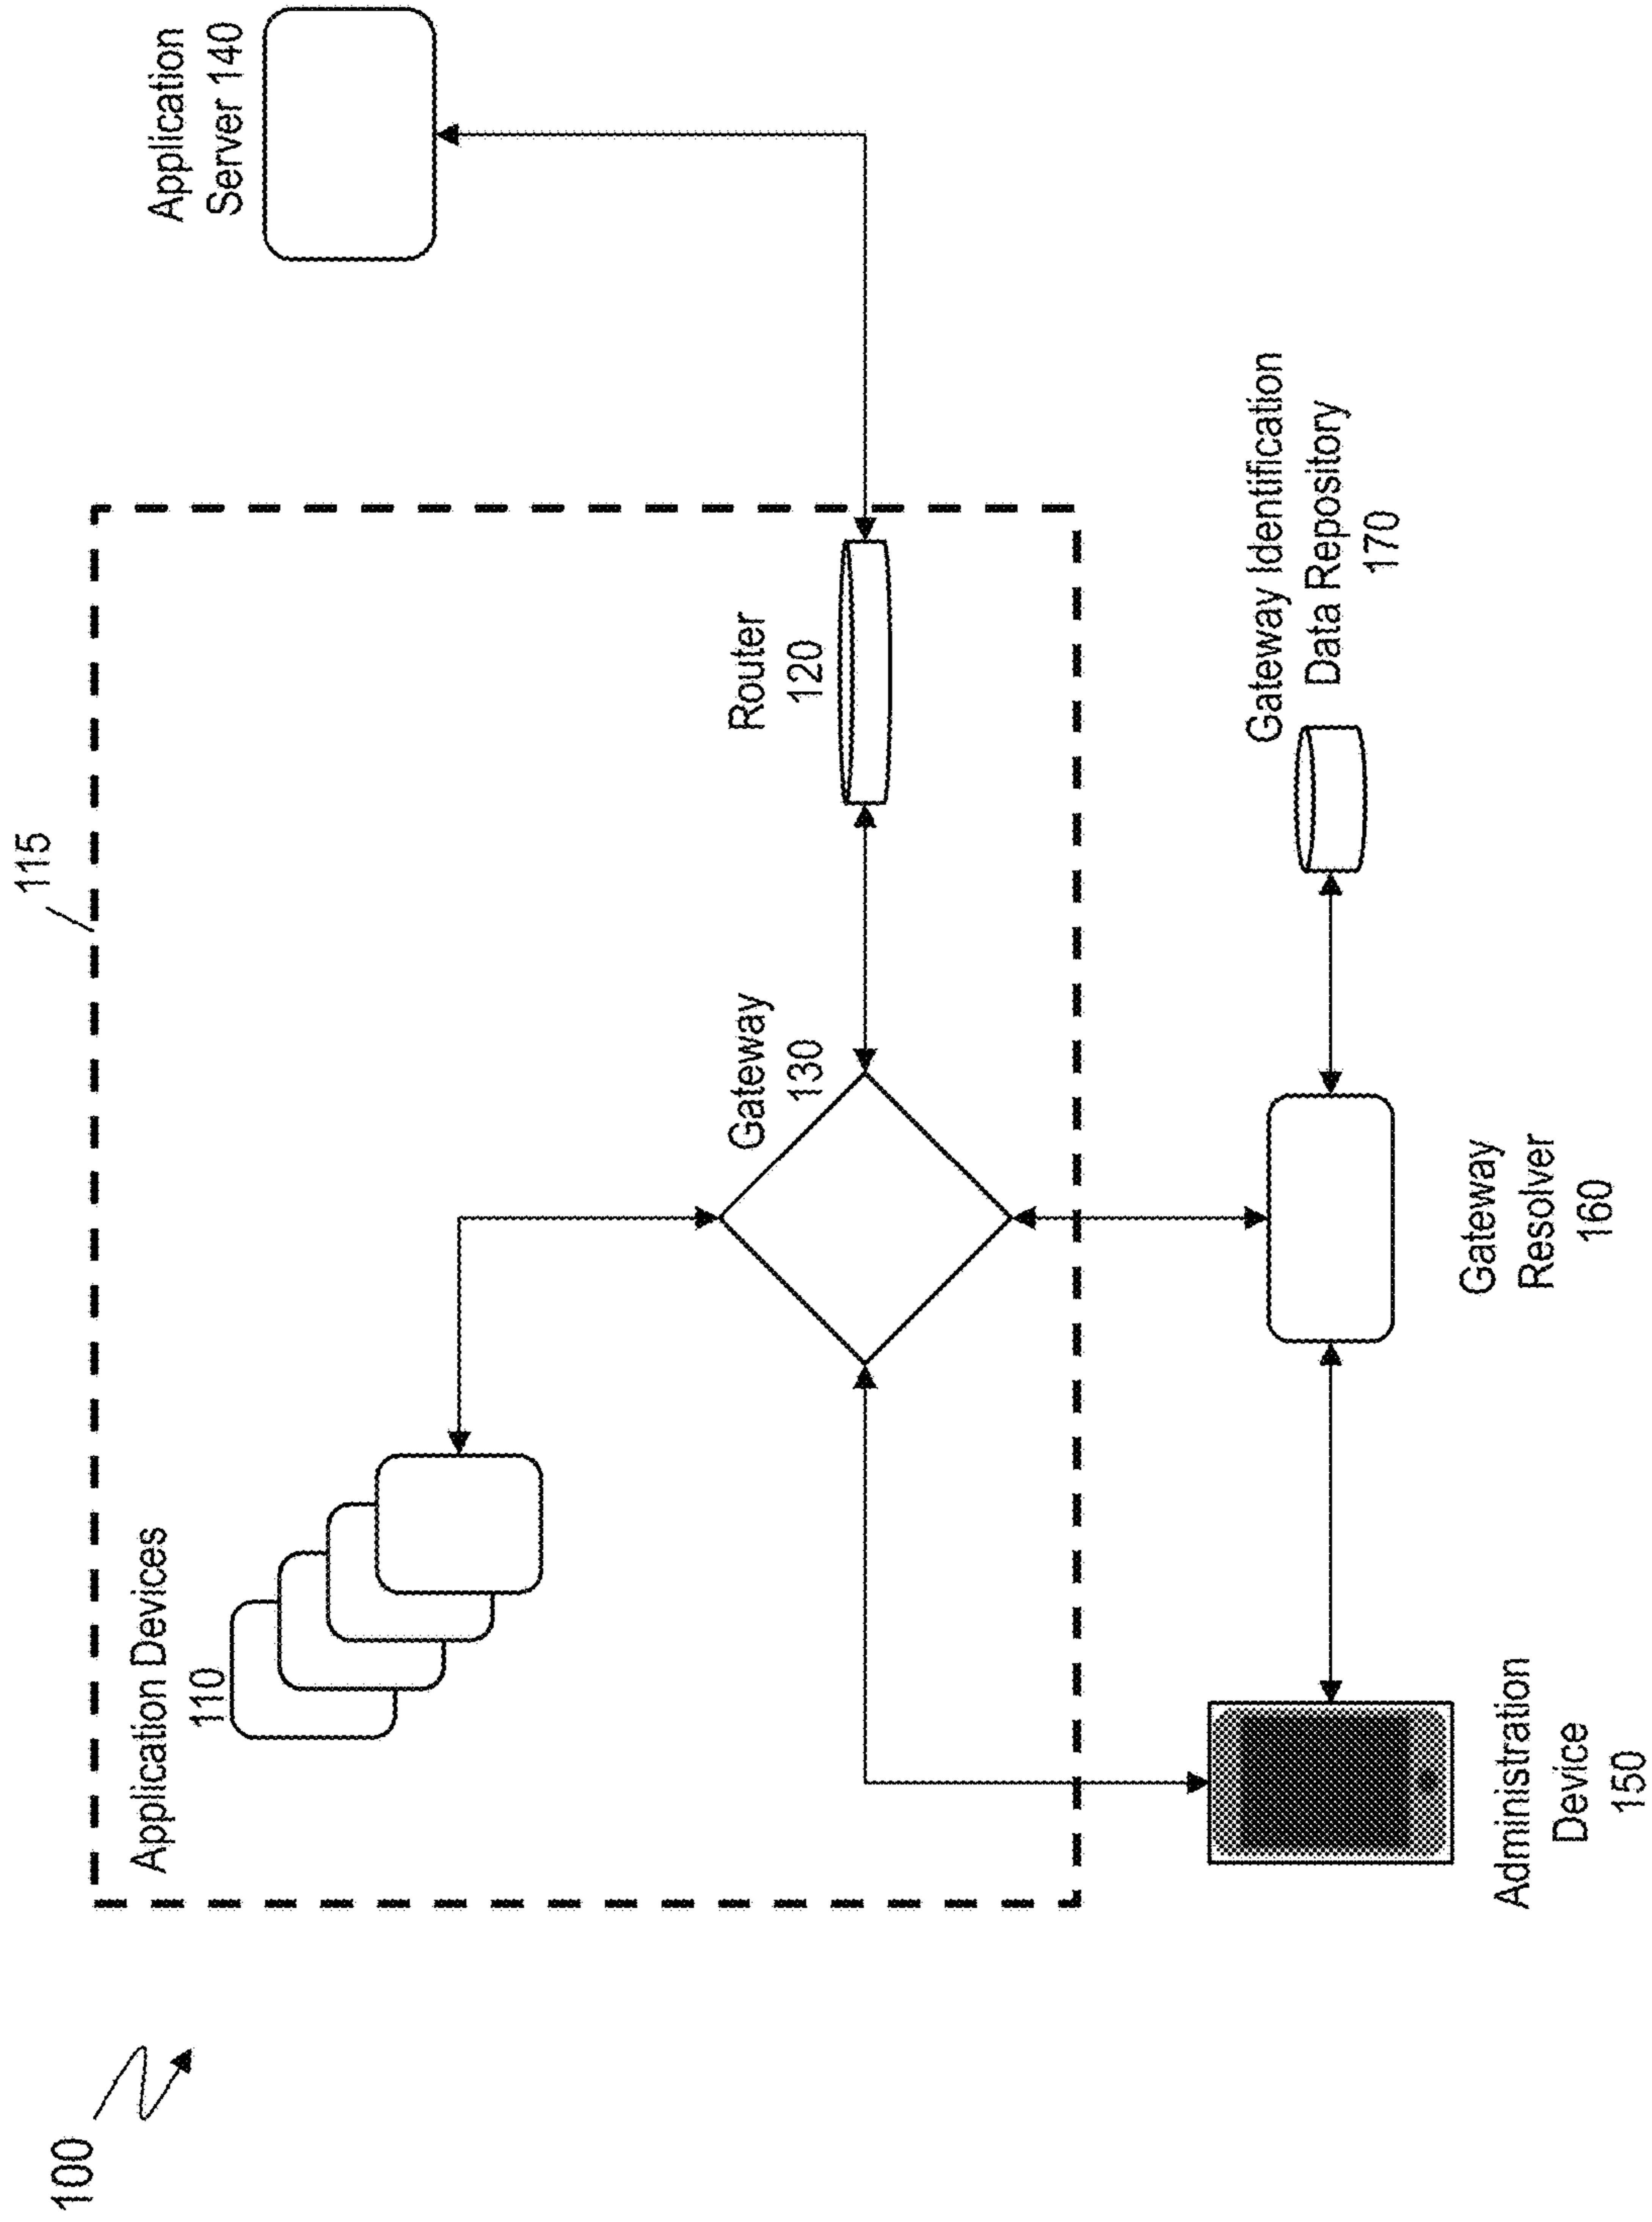 100
115
Application Devices
110
Application
Server 140
Gateway
130
Router
120
Administration
Device
150
Gateway
Resolver
160
Gateway Identification
Data Repository
170